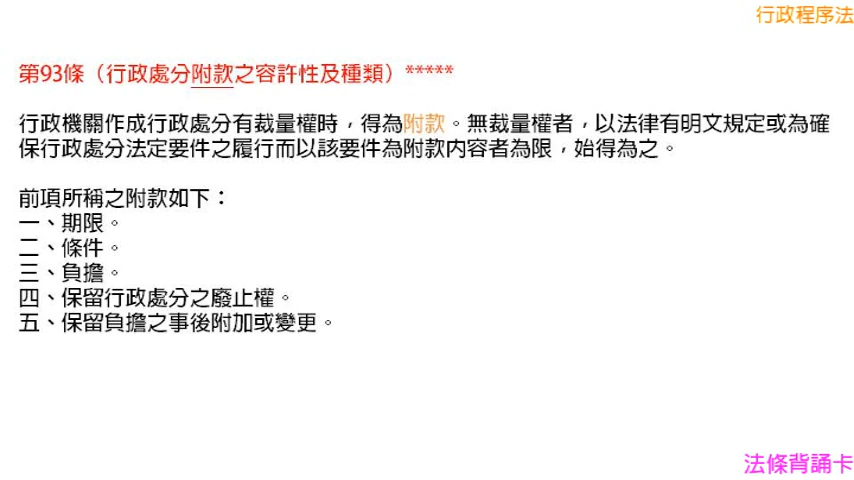 行政程序法
第93條（行政處分附款之容許性及種類）*****
行政機關作成行政處分有裁量權時，得為附款。無裁量權者，以法律有明文規定或為確
保行政處分法定要件之履行而以該要件為附款內容者為限，始得為之。
前項所稱之附款如下：
一、期限。
二、條件。
三、負擔。
四、保留行政處分之廢止權。
五、保留負擔之事後附加或變更。
法條背誦卡